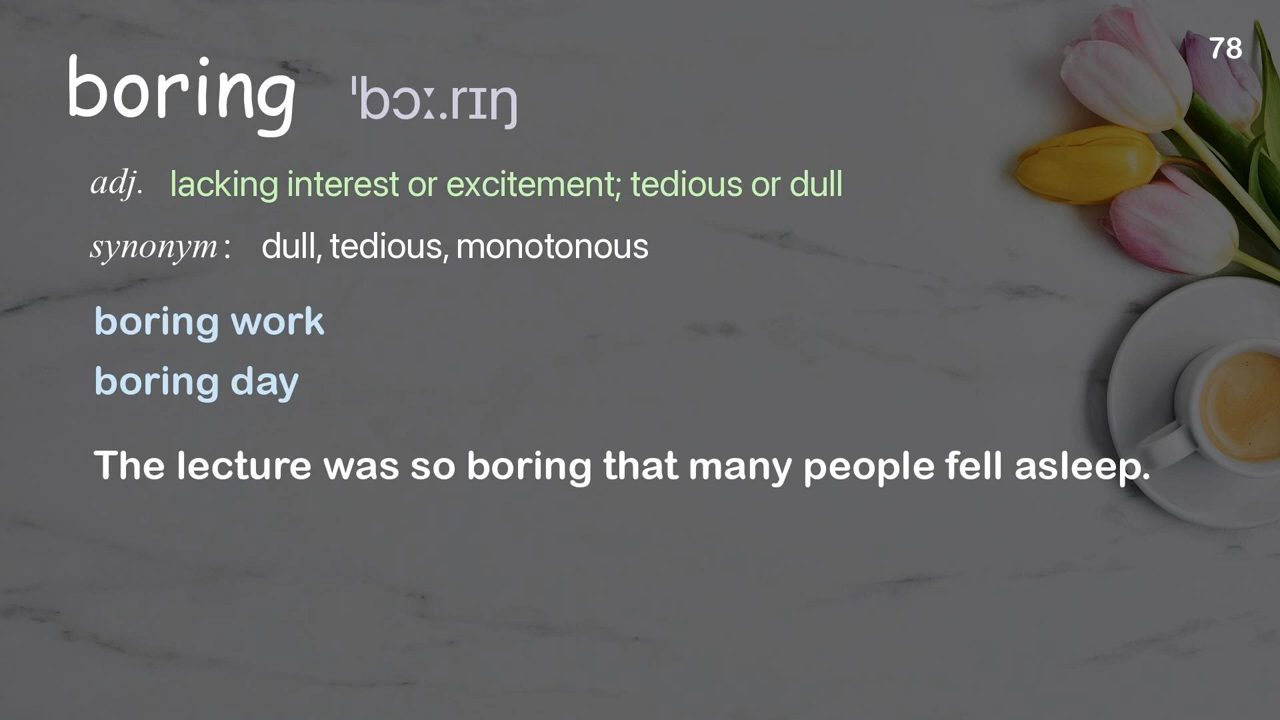 78
boring ˈbɔː.rɪŋ
adj. lacking interest or excitement; tedious or dull
synonym: dull, tedious, monotonous
boring work
boring day
The lecture was so boring that many people fell asleep.